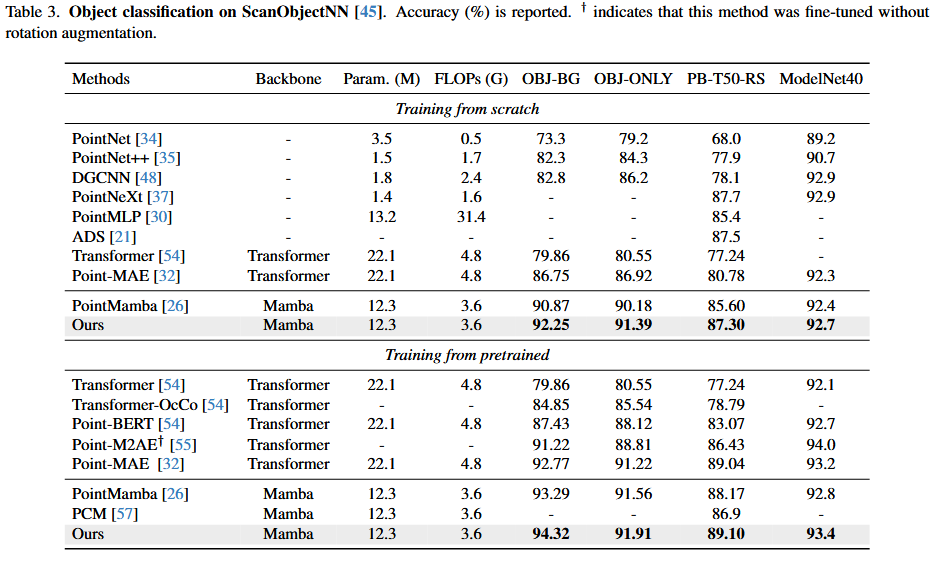 Table 3. Object classification on ScanObjectNN [45]. Accuracy (%) is reported. † indicates that this method was fine-tuned without
rotation augmentation.
Methods Backbone Param. (M) FLOPs (G) OBJ-BG OBJ-ONLY PB-T50-RS ModelNet40
Training from scratch
PointNet [34] - 3.5 0.5 73.3 79.2 68.0 89.2
PointNet++ [35] - 1.5 1.7 82.3 84.3 77.9 90.7
DGCNN [48] - 1.8 2.4 82.8 86.2 78.1 92.9
PointNeXt [37] - 1.4 1.6 - - 87.7 92.9
PointMLP [30] - 13.2 31.4 - - 85.4 -
ADS [21] - - - - - 87.5 -
Transformer [54] Transformer 22.1 4.8 79.86 80.55 77.24 -
Point-MAE [32] Transformer 22.1 4.8 86.75 86.92 80.78 92.3
PointMamba [26] Mamba 12.3 3.6 90.87 90.18 85.60 92.4
Ours Mamba 12.3 3.6 92.25 91.39 87.30 92.7
Training from pretrained
Transformer [54] Transformer 22.1 4.8 79.86 80.55 77.24 92.1
Transformer-OcCo [54] Transformer - - 84.85 85.54 78.79 -
Point-BERT [54] Transformer 22.1 4.8 87.43 88.12 83.07 92.7
Point-M2AE† [55] Transformer - - 91.22 88.81 86.43 94.0
Point-MAE [32] Transformer 22.1 4.8 92.77 91.22 89.04 93.2
PointMamba [26] Mamba 12.3 3.6 93.29 91.56 88.17 92.8
PCM [57] Mamba 12.3 3.6 - - 86.9 -
Ours Mamba 12.3 3.6 94.32 91.91 89.10 93.4